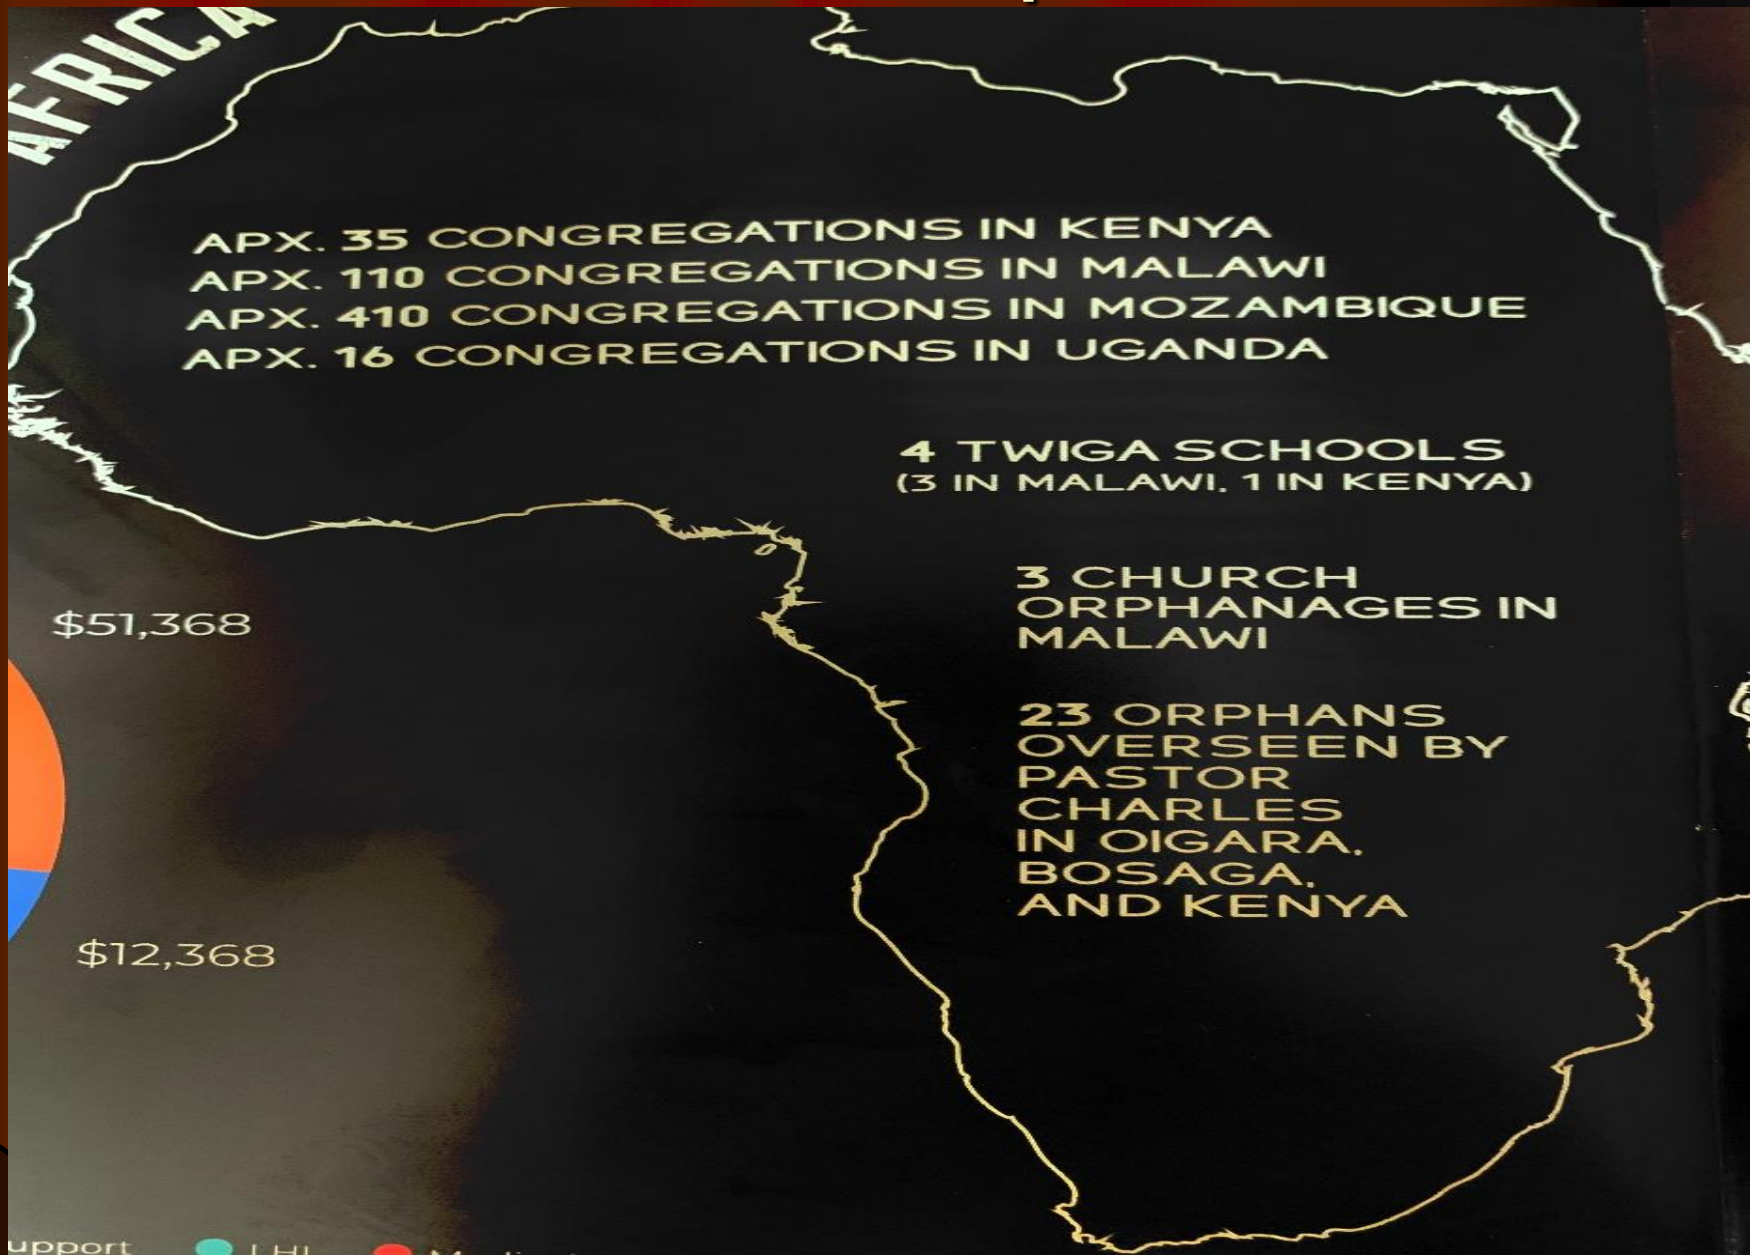 AFRICA
APX. 35 CONGREGATIONS IN KENYA
APX. 110 CONGREGATIONS IN MALAWI
APX. 410 CONGREGATIONS IN MOZAMBIQUE
APX. 16 CONGREGATIONS IN UGANDA
4 TWIGA SCHOOLS
(3 IN MALAWI, 1 IN KENYA)
3 CHURCH
ORPHANAGES IN
MALAWI
23 ORPHANS
OVERSEEN BY
PASTOR
CHARLES
IN OIGARA,
BOSAGA,
AND KENYA
$51,368
$12,368
upport